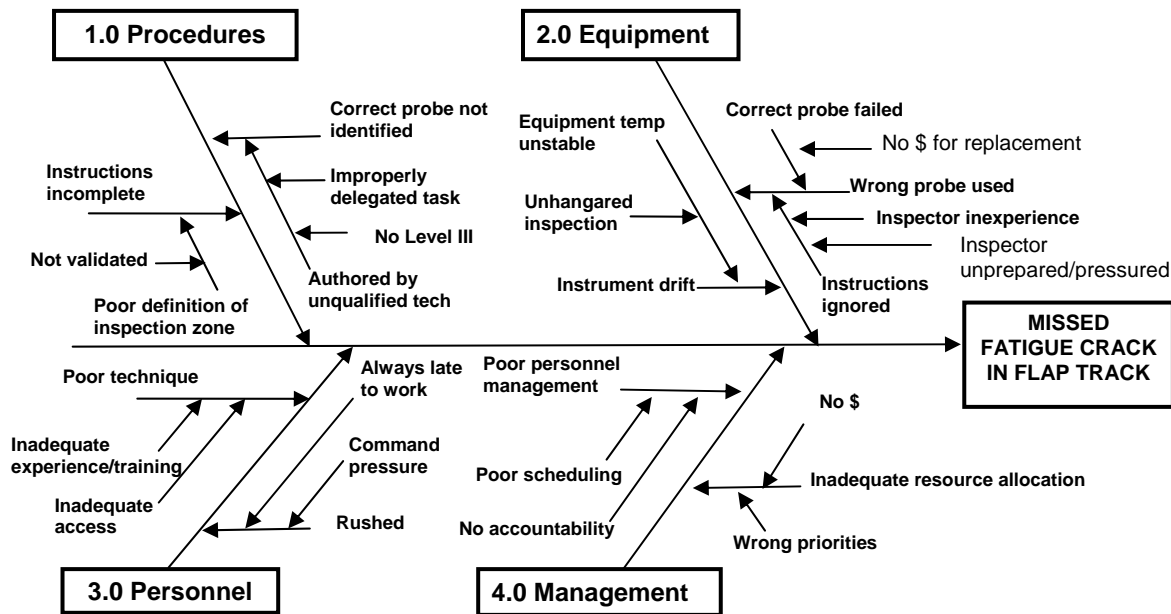 1.0 Procedures
2.0 Equipment
Correct probe not
identified
Instructions
incomplete
Improperly
delegated task
No Level III
Not validated
Authored by
unqualified tech
Poor definition of
inspection zone
Correct probe failed
Equipment temp
unstable
No $ for replacement
Wrong probe used
Unhangared
inspection
Inspector inexperience
Inspector
unprepared/pressured
Instrument drift
Instructions
ignored
MISSED
FATIGUE CRACK
IN FLAP TRACK
Poor technique
Always late
to work
Inadequate
experience/training
Command
pressure
Inadequate
access
Rushed
3.0 Personnel
Poor personnel
management
No $
Poor scheduling
Inadequate resource allocation
No accountability
Wrong priorities
4.0 Management